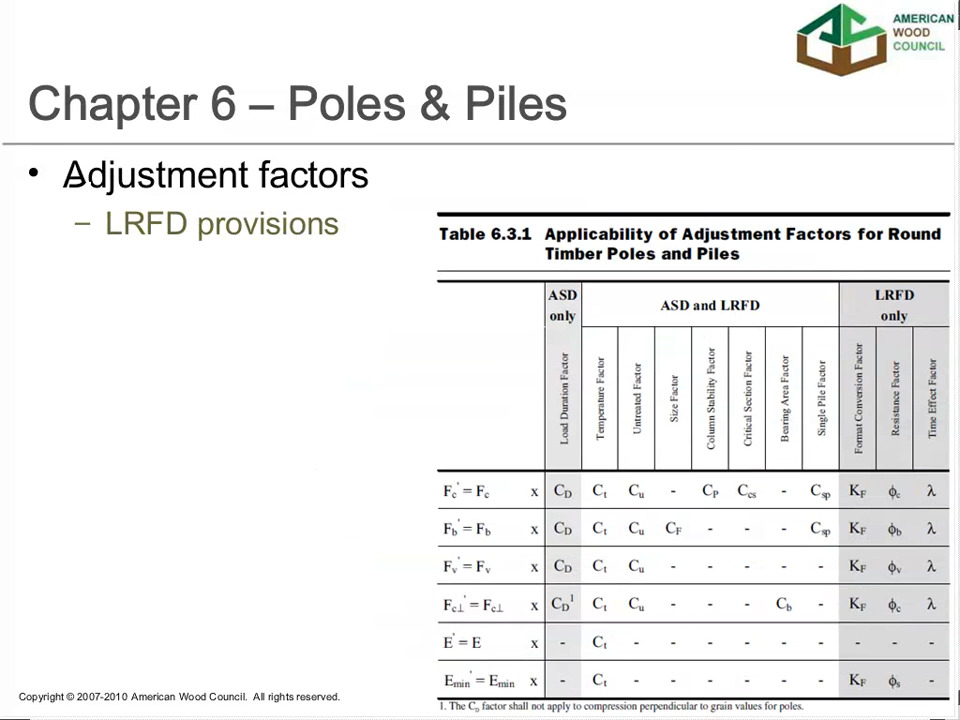 AMERICAN
WOOD
COUNCIL
Chapter 6 – Poles & Piles
• Adjustment factors
– LRFD provisions
Table 6.3.1 Applicability of Adjustment Factors for Round
Timber Poles and Piles
ASD only
ASD and LRFD
LRFD only
Load Duration Factor
Temperature Factor
Untreated Factor
Size Factor
Column Stability Factor
Critical Section Factor
Bearing Area Factor
Single Pile Factor
Format Conversion Factor
Resistance Factor
Time Effect Factor
Fc' = Fc x CD Ct Cu - CP Ccs - Csp KF ϕc λ
Fb' = Fb x CD Ct Cu CF - - - Csp KF ϕb λ
Fv' = Fv x CD Ct Cu - - - - - KF ϕv λ
Fc⊥' = Fc⊥ x CD1 Ct Cu - - - Cb - KF ϕc λ
E' = E x - Ct - - - - - - - - -
Emin' = Emin x - Ct - - - - - - KF ϕs -
1. The CD factor shall not apply to compression perpendicular to grain values for poles.
Copyright © 2007-2010 American Wood Council. All rights reserved.